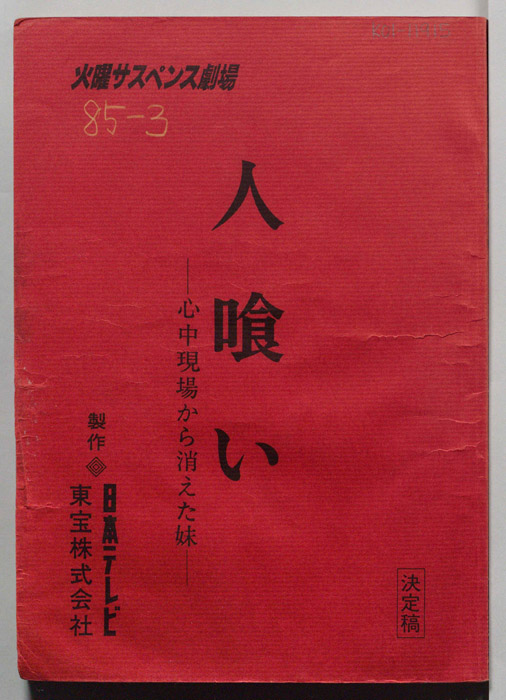 火曜サスペンス劇場
85-3
人喰い
―心中現場から消えた妹―
製作
日本テレビ
東宝株式会社
決定稿